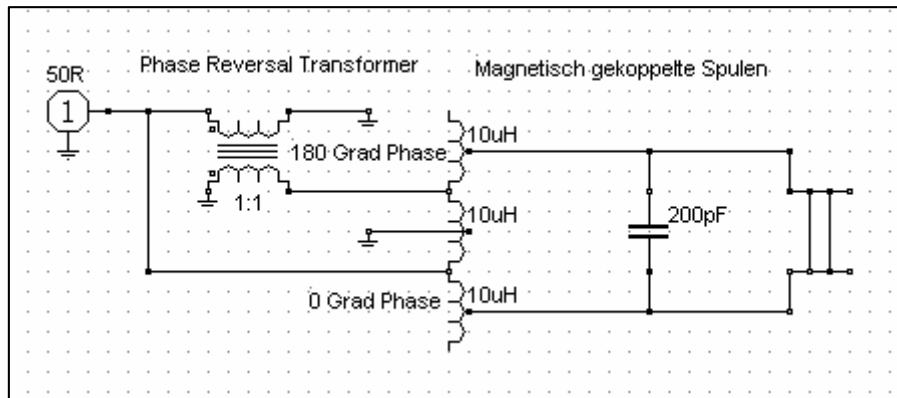 Phase Reversal Transformer
Magnetisch gekoppelte Spulen
50R
1
10uH
180 Grad Phase
1:1
10uH
200pF
0 Grad Phase
10uH